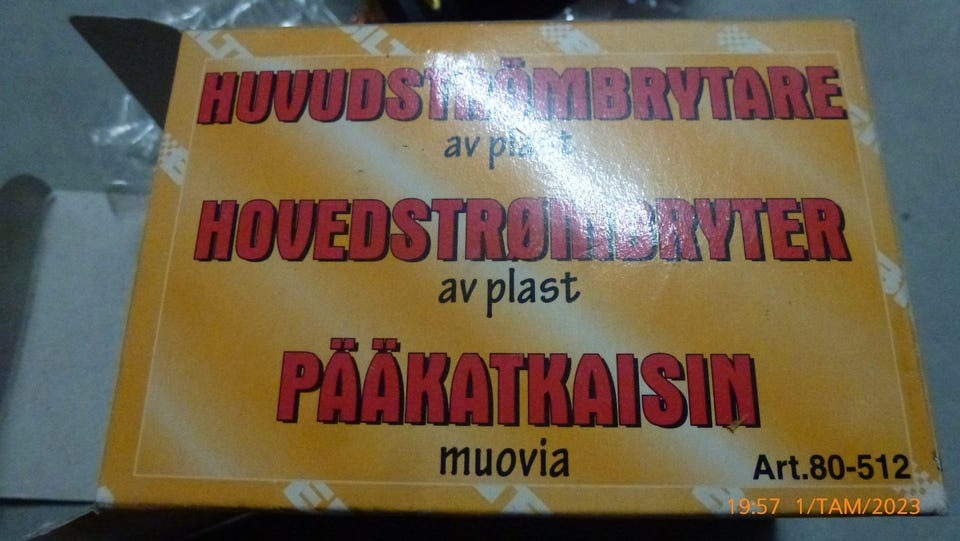 HUVUDSTRÖMBRYTARE
av plast
HOVEDSTRØMBRYTER
av plast
PÄÄKATKAISIN
muovia
Art.80-512
19:57 1/TAM/2023